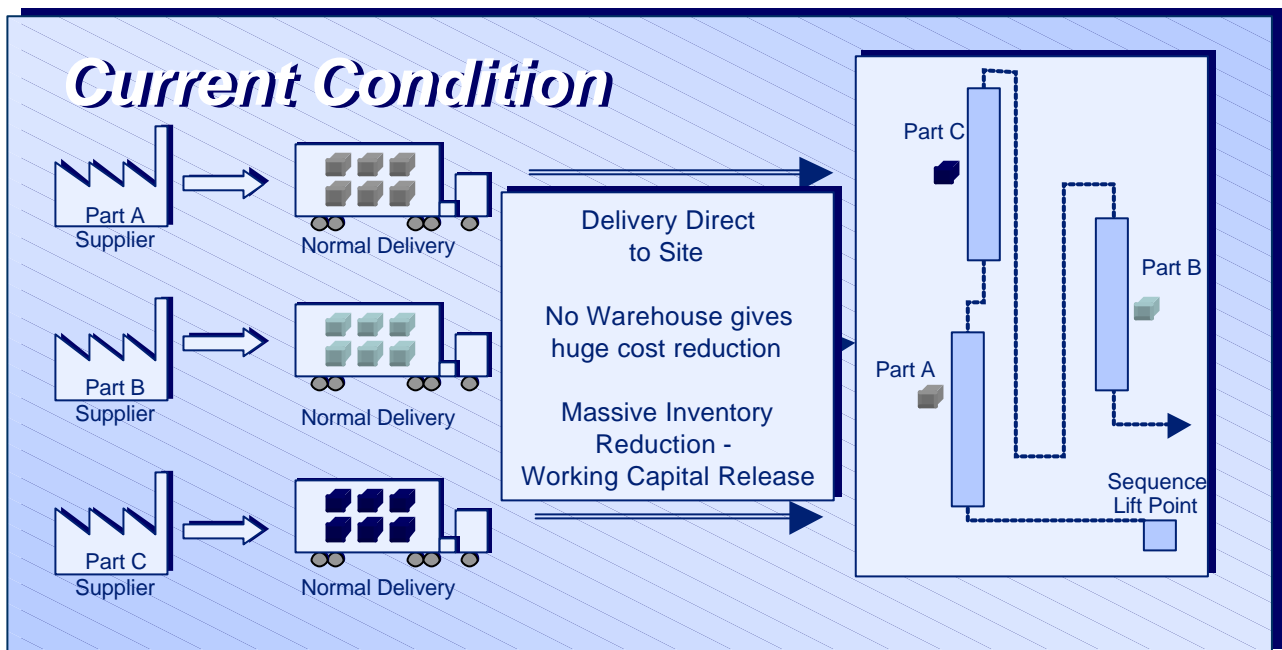 Current Condition
Part A
Supplier
Normal Delivery
Part B
Supplier
Normal Delivery
Part C
Supplier
Normal Delivery
Delivery Direct
to Site
No Warehouse gives
huge cost reduction
Massive Inventory
Reduction -
Working Capital Release
Part C
Part B
Part A
Sequence
Lift Point